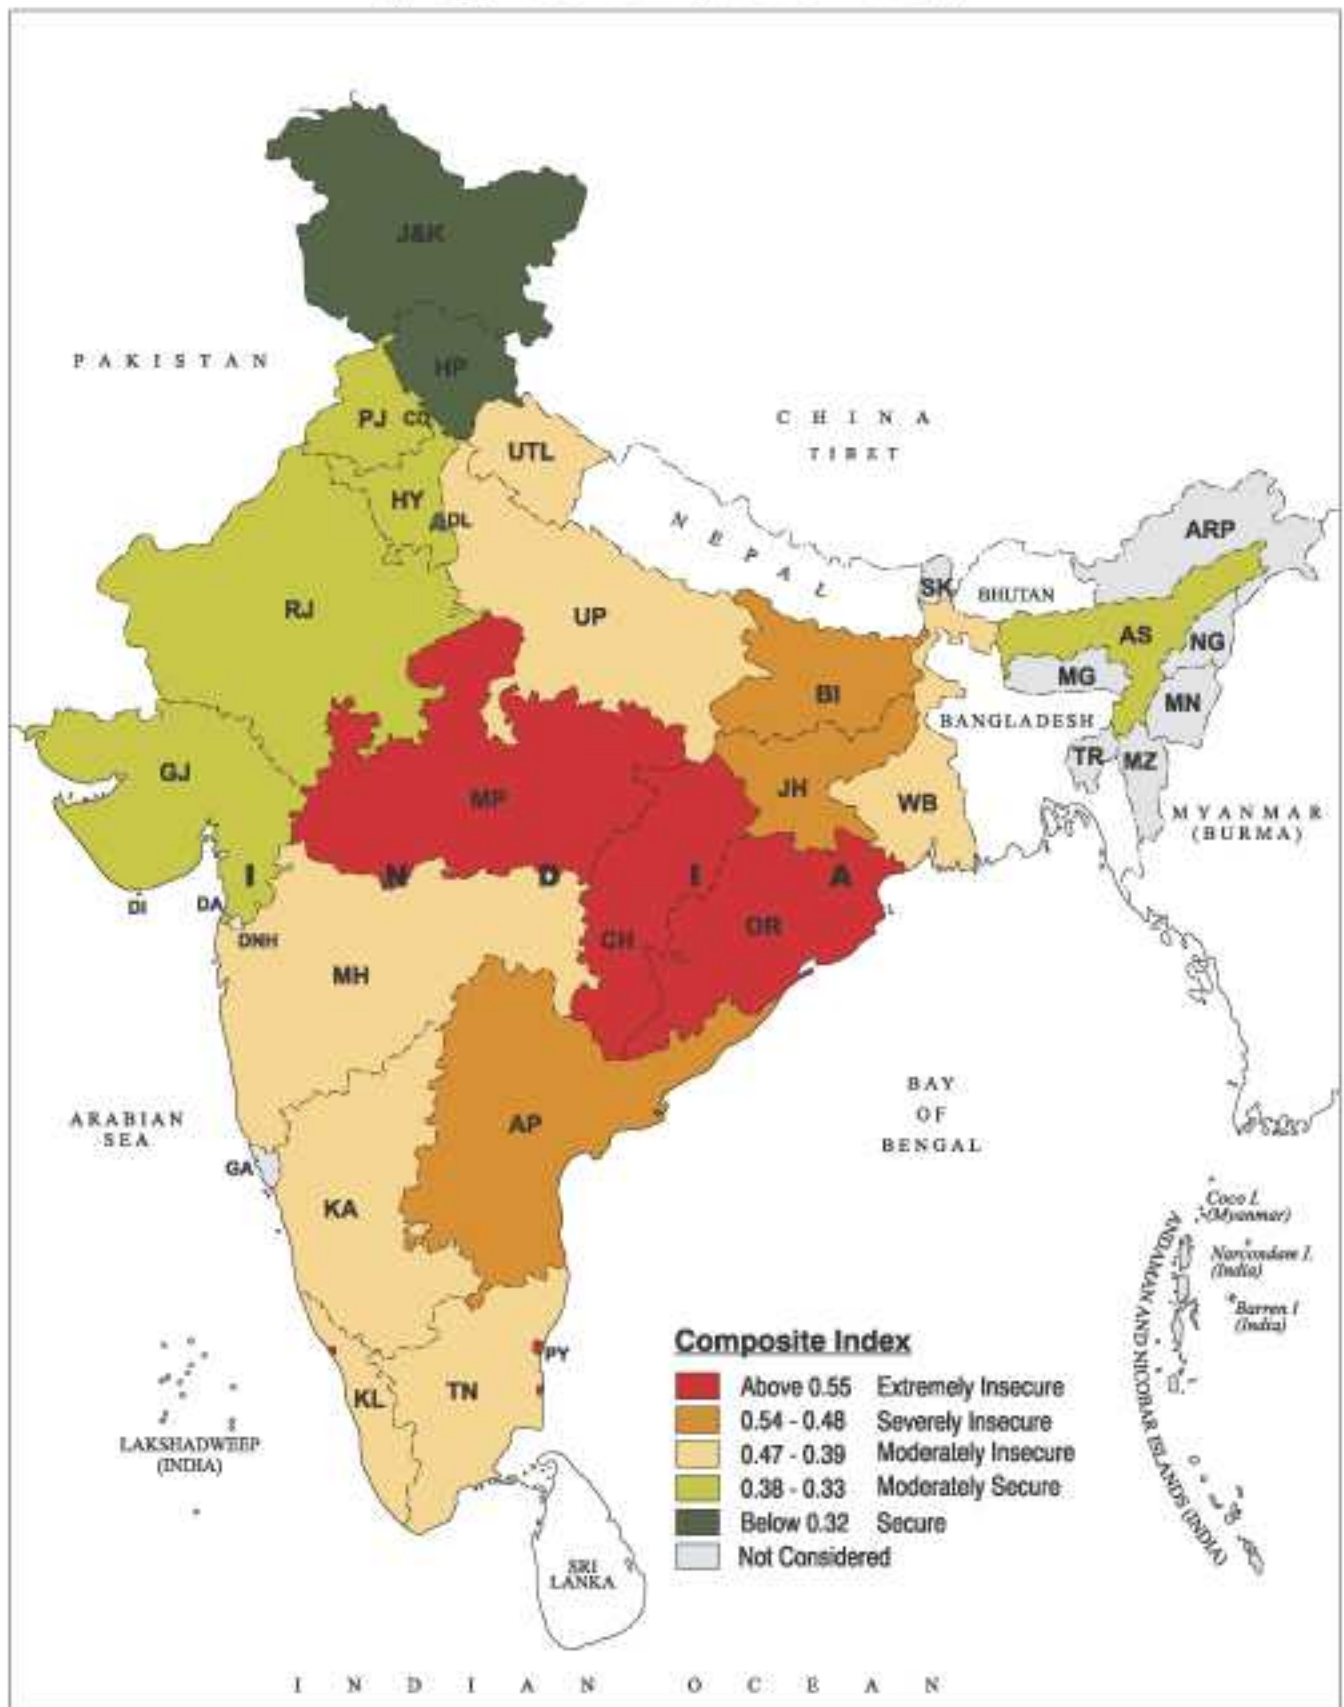 J&K
PAKISTAN
HP
PJ
CD
CHINA
TIBET
UTL
HY
DL
NEPAL
ARP
SK
BHUTAN
RJ
UP
AS
NG
MG
BI
MN
BANGLADESH
TR
MZ
GJ
MP
JH
WB
MYANMAR
(BURMA)
I N D I A
DI
DA
DNH
CH
OR
MH
BAY
OF
BENGAL
ARABIAN
SEA
AP
GA
KA
Coco I.
(Myanmar)
Narcondam I.
(India)
Barren I
(India)
ANDAMAN AND NICOBAR ISLANDS (INDIA)
PY
KL
TN
LAKSHADWEEP
(INDIA)
Composite Index
Above 0.55 Extremely Insecure
0.54 - 0.48 Severely Insecure
0.47 - 0.39 Moderately Insecure
0.38 - 0.33 Moderately Secure
Below 0.32 Secure
Not Considered
SRI
LANKA
INDIAN OCEAN